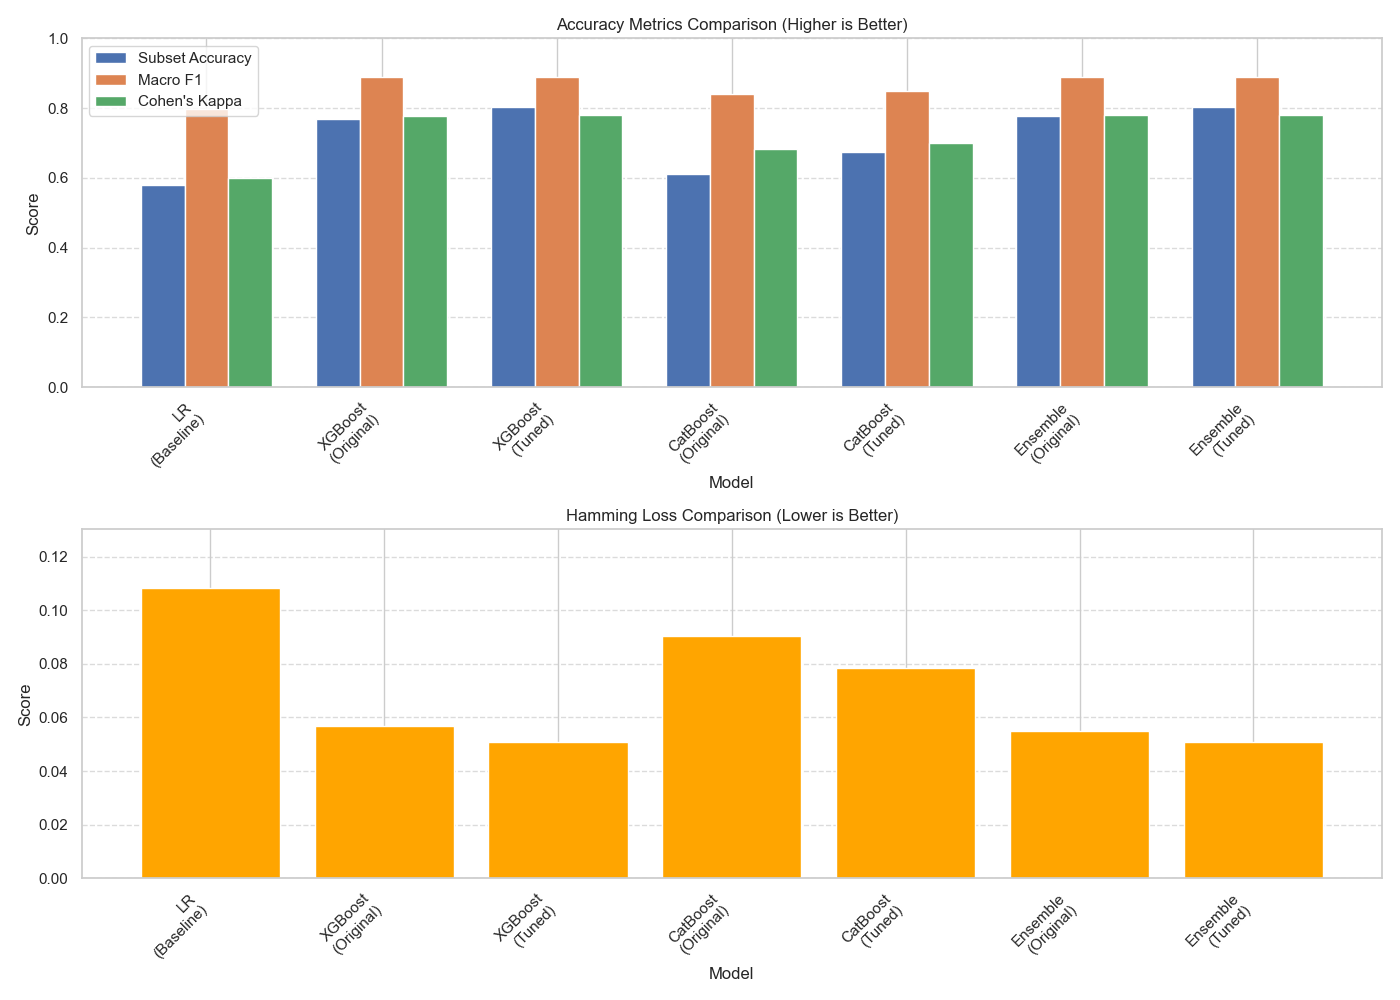 Accuracy Metrics Comparison (Higher is Better)
Subset Accuracy
Macro F1
Cohen's Kappa
Score
1.0
0.8
0.6
0.4
0.2
0.0
LR
(Baseline)
XGBoost
(Original)
XGBoost
(Tuned)
CatBoost
(Original)
CatBoost
(Tuned)
Ensemble
(Original)
Ensemble
(Tuned)
Model
Hamming Loss Comparison (Lower is Better)
Score
0.12
0.10
0.08
0.06
0.04
0.02
0.00
LR
(Baseline)
XGBoost
(Original)
XGBoost
(Tuned)
CatBoost
(Original)
CatBoost
(Tuned)
Ensemble
(Original)
Ensemble
(Tuned)
Model